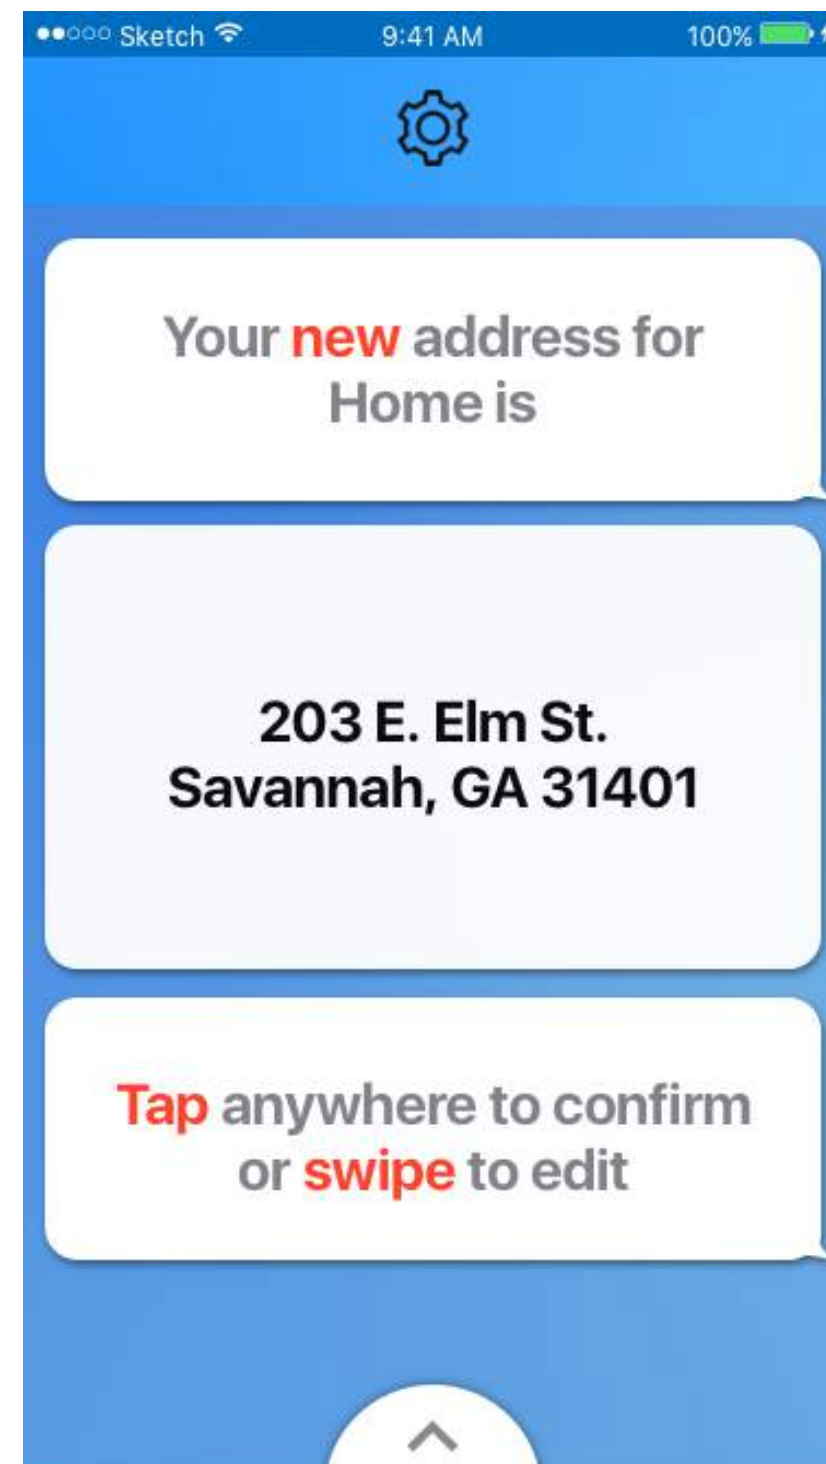 Sketch 9:41 AM 100%
Your new address for
Home is
203 E. Elm St.
Savannah, GA 31401
Tap anywhere to confirm
or swipe to edit